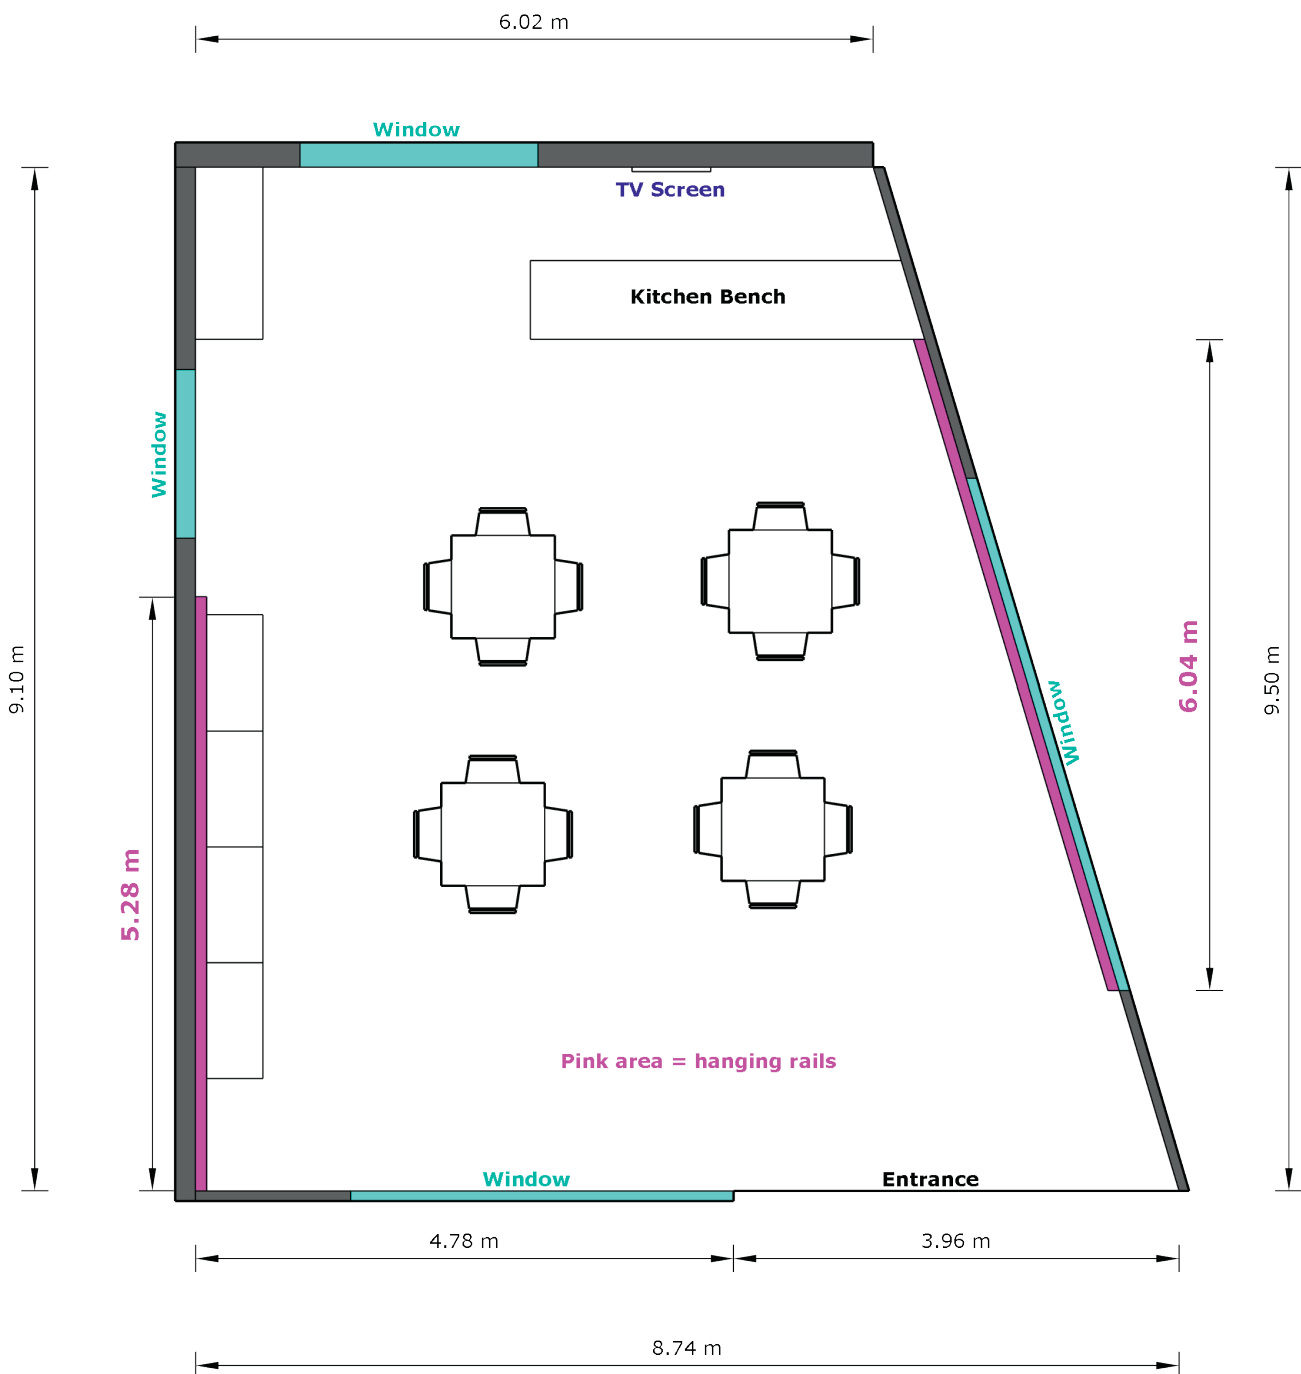 6.02 m
Window
TV Screen
Kitchen Bench
Window
9.10 m
6.04 m
9.50 m
Window
5.28 m
Pink area = hanging rails
Window
Entrance
4.78 m
3.96 m
8.74 m